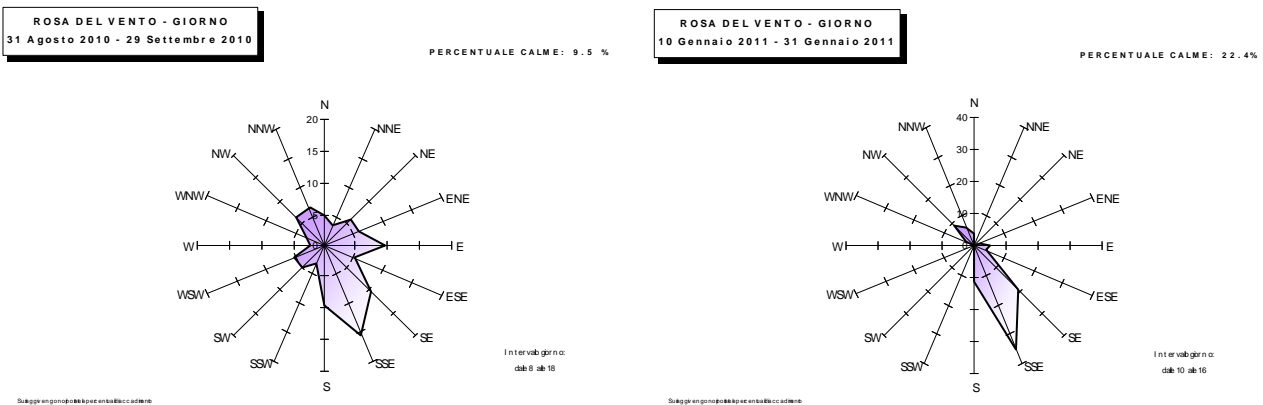 ROSA DEL VENTO - GIORNO
31 Agosto 2010 - 29 Settembre 2010
PERCENTUALE CALME: 9.5 %
N
20
NNW
NNE
15
NW
NE
10
WNW
ENE
5
W
0
E
WSW
ESE
SW
SE
SSW
SSE
S
Intervallo giorno:
dalle 8 alle 18
ROSA DEL VENTO - GIORNO
10 Gennaio 2011 - 31 Gennaio 2011
PERCENTUALE CALME: 22.4%
N
40
NNW
NNE
30
NW
NE
20
WNW
ENE
10
W
0
E
WSW
ESE
SW
SE
SSW
SSE
S
Intervallo giorno:
dalle 10 alle 16